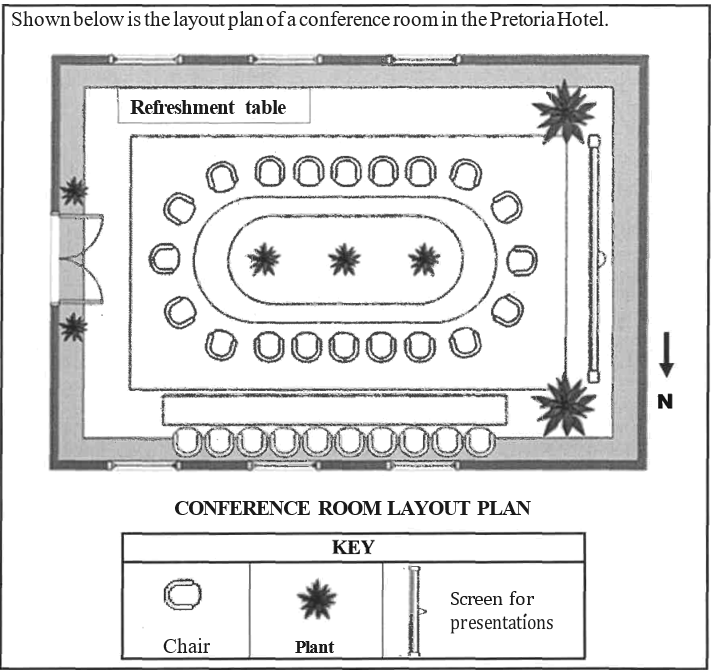 Shown below is the layout plan of a conference room in the Pretoria Hotel.
Refreshment table
N
CONFERENCE ROOM LAYOUT PLAN
KEY
Chair
Plant
Screen for
presentations